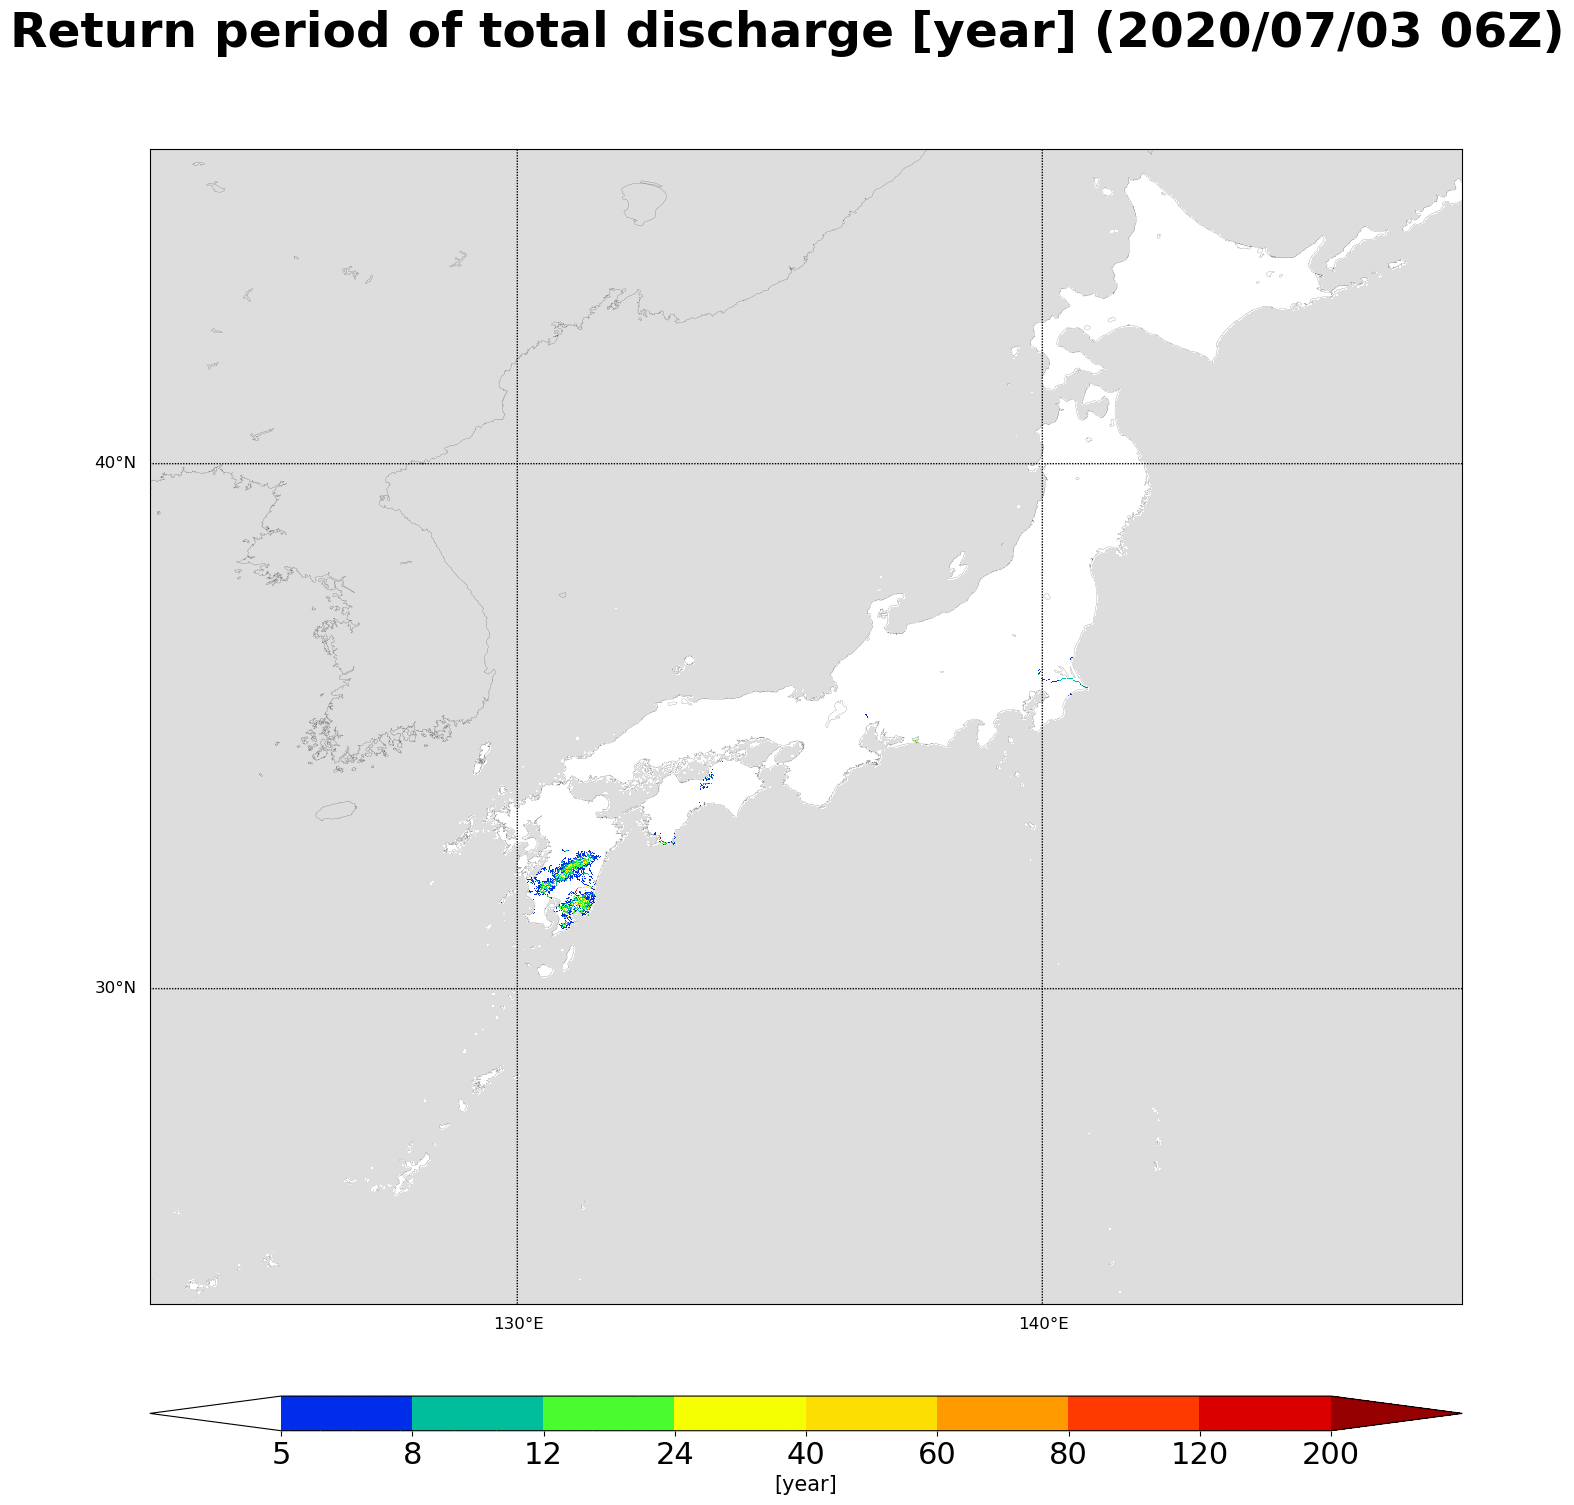 Return period of total discharge [year] (2020/07/03 06Z)
40°N
30°N
130°E 140°E
5 8 12 24 40 60 80 120 200
[year]